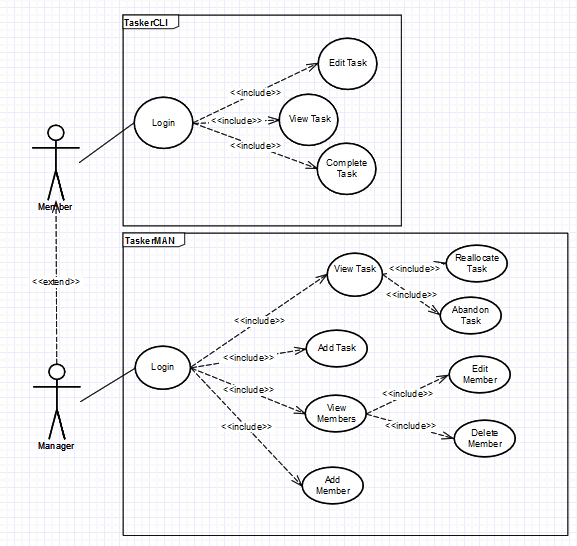 TaskerCLI
Edit Task
<<include>>
Login
<<include>>
View Task
<<include>>
Complete
Task
Member
<<extend>>
TaskerMAN
View Task
<<include>>
Reallocate
Task
<<include>>
Abandon
Task
<<include>>
Add Task
<<include>>
Login
Edit
Member
<<include>>
<<include>>
View
Members
<<include>>
Delete
Member
<<include>>
Add
Member
Manager